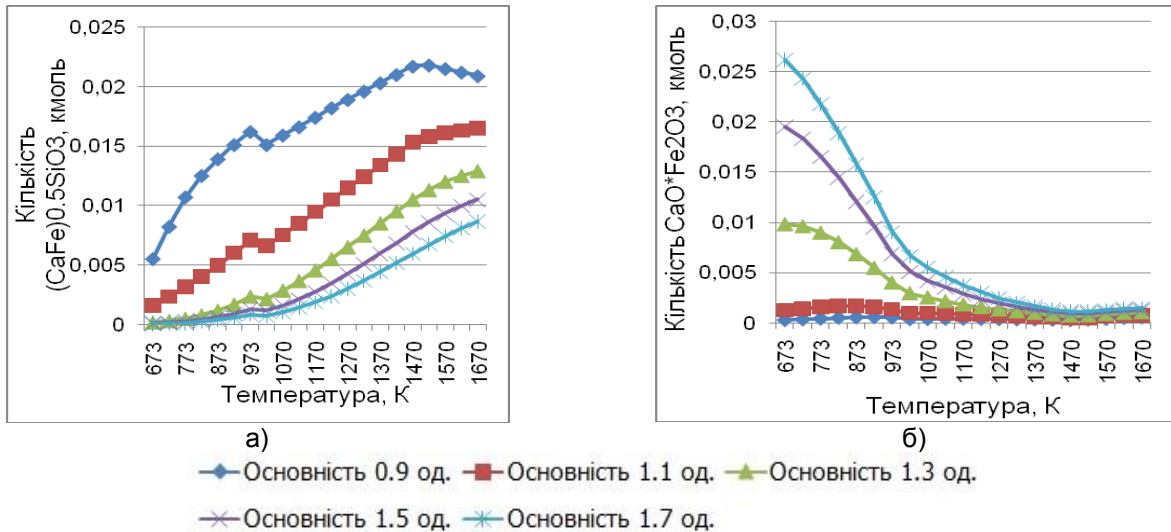 0,025
0,02
0,015
0,01
0,005
0
Кількість
(CaFe)0.5SiO3, кмоль
673
773
873
973
1070
1170
1270
1370
1470
1570
1670
Температура, К
а)
0,03
0,025
0,02
0,015
0,01
0,005
0
Кількість CaO*Fe2O3, кмоль
673
773
873
973
1070
1170
1270
1370
1470
1570
1670
Температура, К
б)
Основність 0.9 од.
Основність 1.1 од.
Основність 1.3 од.
Основність 1.5 од.
Основність 1.7 од.